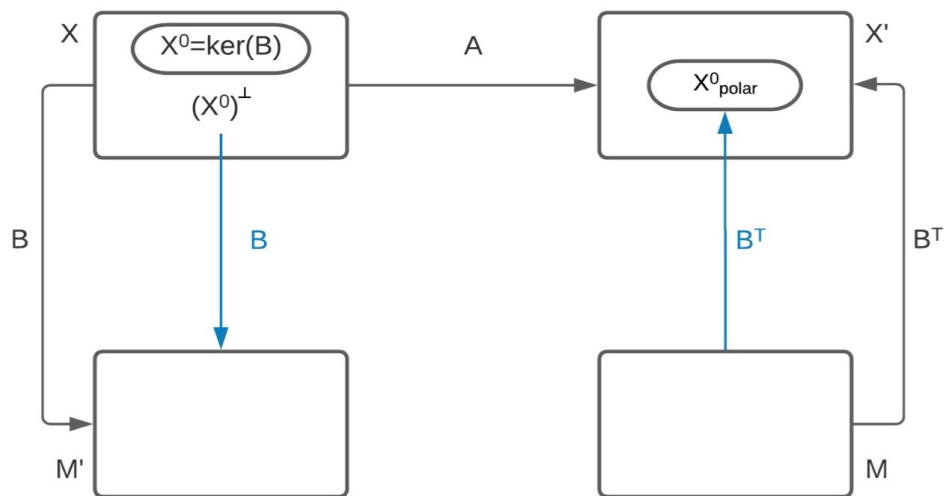 X
X⁰=ker(B)
(X⁰)⊥
A
X'
X⁰polar
B
B
Bᵀ
Bᵀ
M'
M